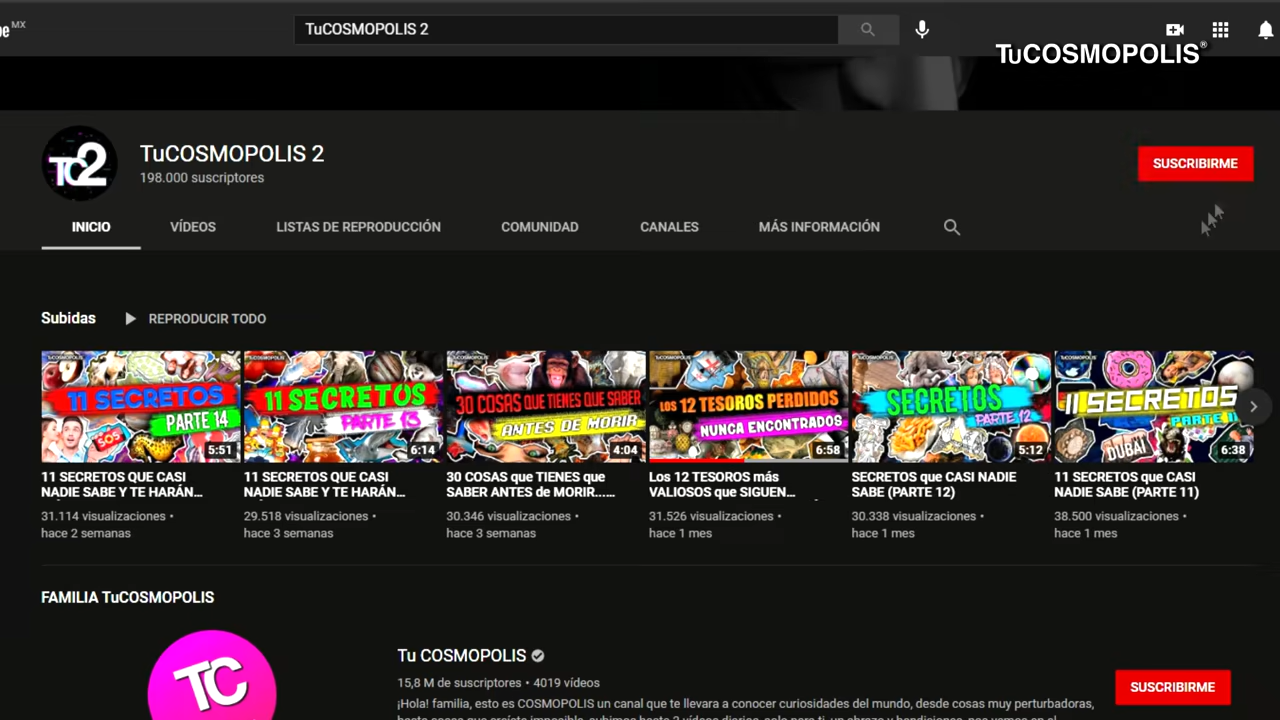 be MX
TuCOSMOPOLIS 2
TuCOSMOPOLIS®
TC2
TuCOSMOPOLIS 2
198.000 suscriptores
SUSCRIBIRME
INICIO VÍDEOS LISTAS DE REPRODUCCIÓN COMUNIDAD CANALES MÁS INFORMACIÓN
Subidas REPRODUCIR TODO
TuCOSMOPOLIS
11 SECRETOS
PARTE 14
SOS
5:51
TuCOSMOPOLIS
11 SECRETOS
PARTE 13
6:14
TuCOSMOPOLIS
30 COSAS QUE TIENES QUE SABER
ANTES DE MORIR
4:04
TuCOSMOPOLIS
LOS 12 TESOROS PERDIDOS
NUNCA ENCONTRADOS
6:58
TuCOSMOPOLIS
SECRETOS
PARTE 12
5:12
TuCOSMOPOLIS
11 SECRETOS
PARTE 11
DUBAI
6:38
11 SECRETOS QUE CASI
NADIE SABE Y TE HARÁN...
31.114 visualizaciones •
hace 2 semanas
11 SECRETOS QUE CASI
NADIE SABE Y TE HARÁN...
29.518 visualizaciones •
hace 3 semanas
30 COSAS que TIENES que
SABER ANTES de MORIR......
30.346 visualizaciones •
hace 3 semanas
Los 12 TESOROS más
VALIOSOS que SIGUEN...
31.526 visualizaciones •
hace 1 mes
SECRETOS que CASI NADIE
SABE (PARTE 12)
30.338 visualizaciones •
hace 1 mes
11 SECRETOS que CASI
NADIE SABE (PARTE 11)
38.500 visualizaciones •
hace 1 mes
FAMILIA TuCOSMOPOLIS
TC
Tu COSMOPOLIS
15,8 M de suscriptores • 4019 vídeos
SUSCRIBIRME
¡Hola! familia, esto es COSMOPOLIS un canal que te llevara a conocer curiosidades del mundo, desde cosas muy perturbadoras,